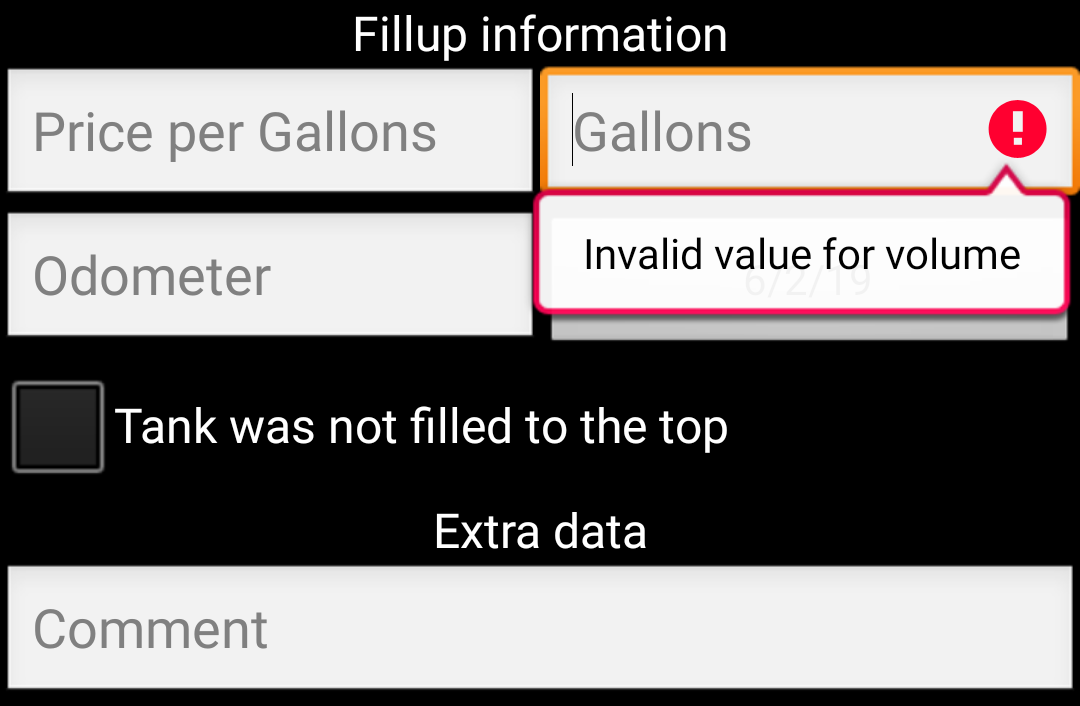 Fillup information
Price per Gallons
Gallons
Odometer
Invalid value for volume
6/2/19
Tank was not filled to the top
Extra data
Comment